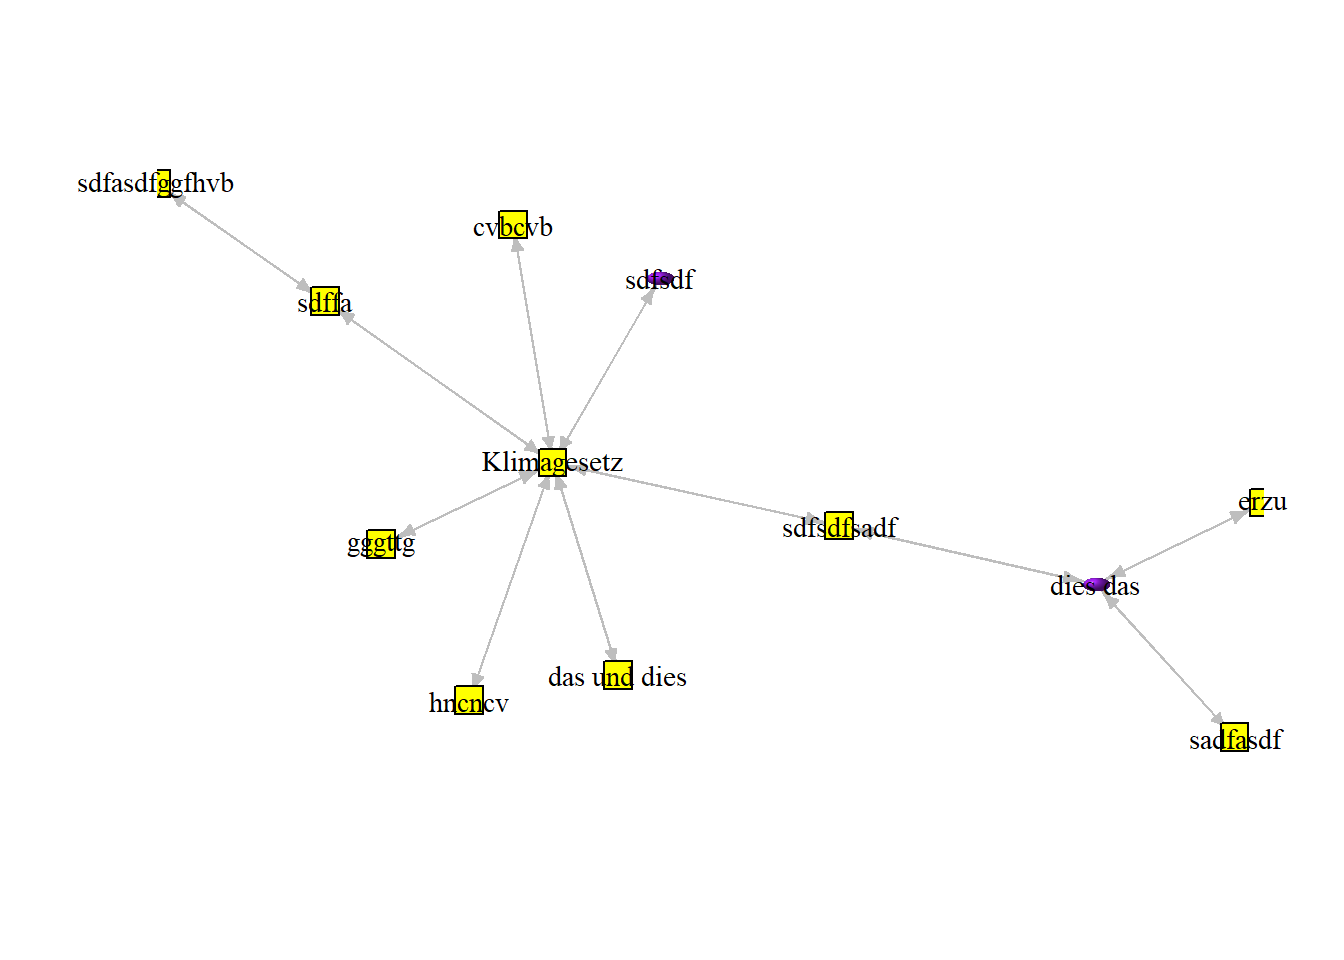 sdfasdfggfhvb
cvbcvb
sdfsdf
sdffa
Klimagesetz
erzu
sdfsdfsadf
gggttg
dies das
das und dies
hncncv
sadfasdf